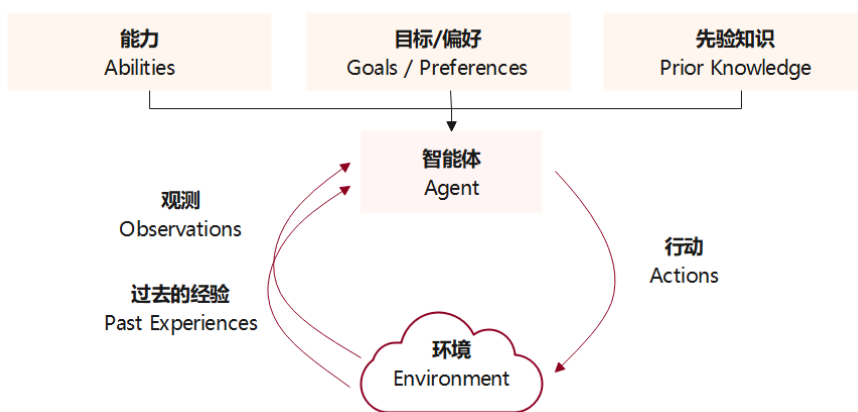 能力
Abilities
目标/偏好
Goals / Preferences
先验知识
Prior Knowledge
智能体
Agent
观测
Observations
行动
Actions
过去的经验
Past Experiences
环境
Environment